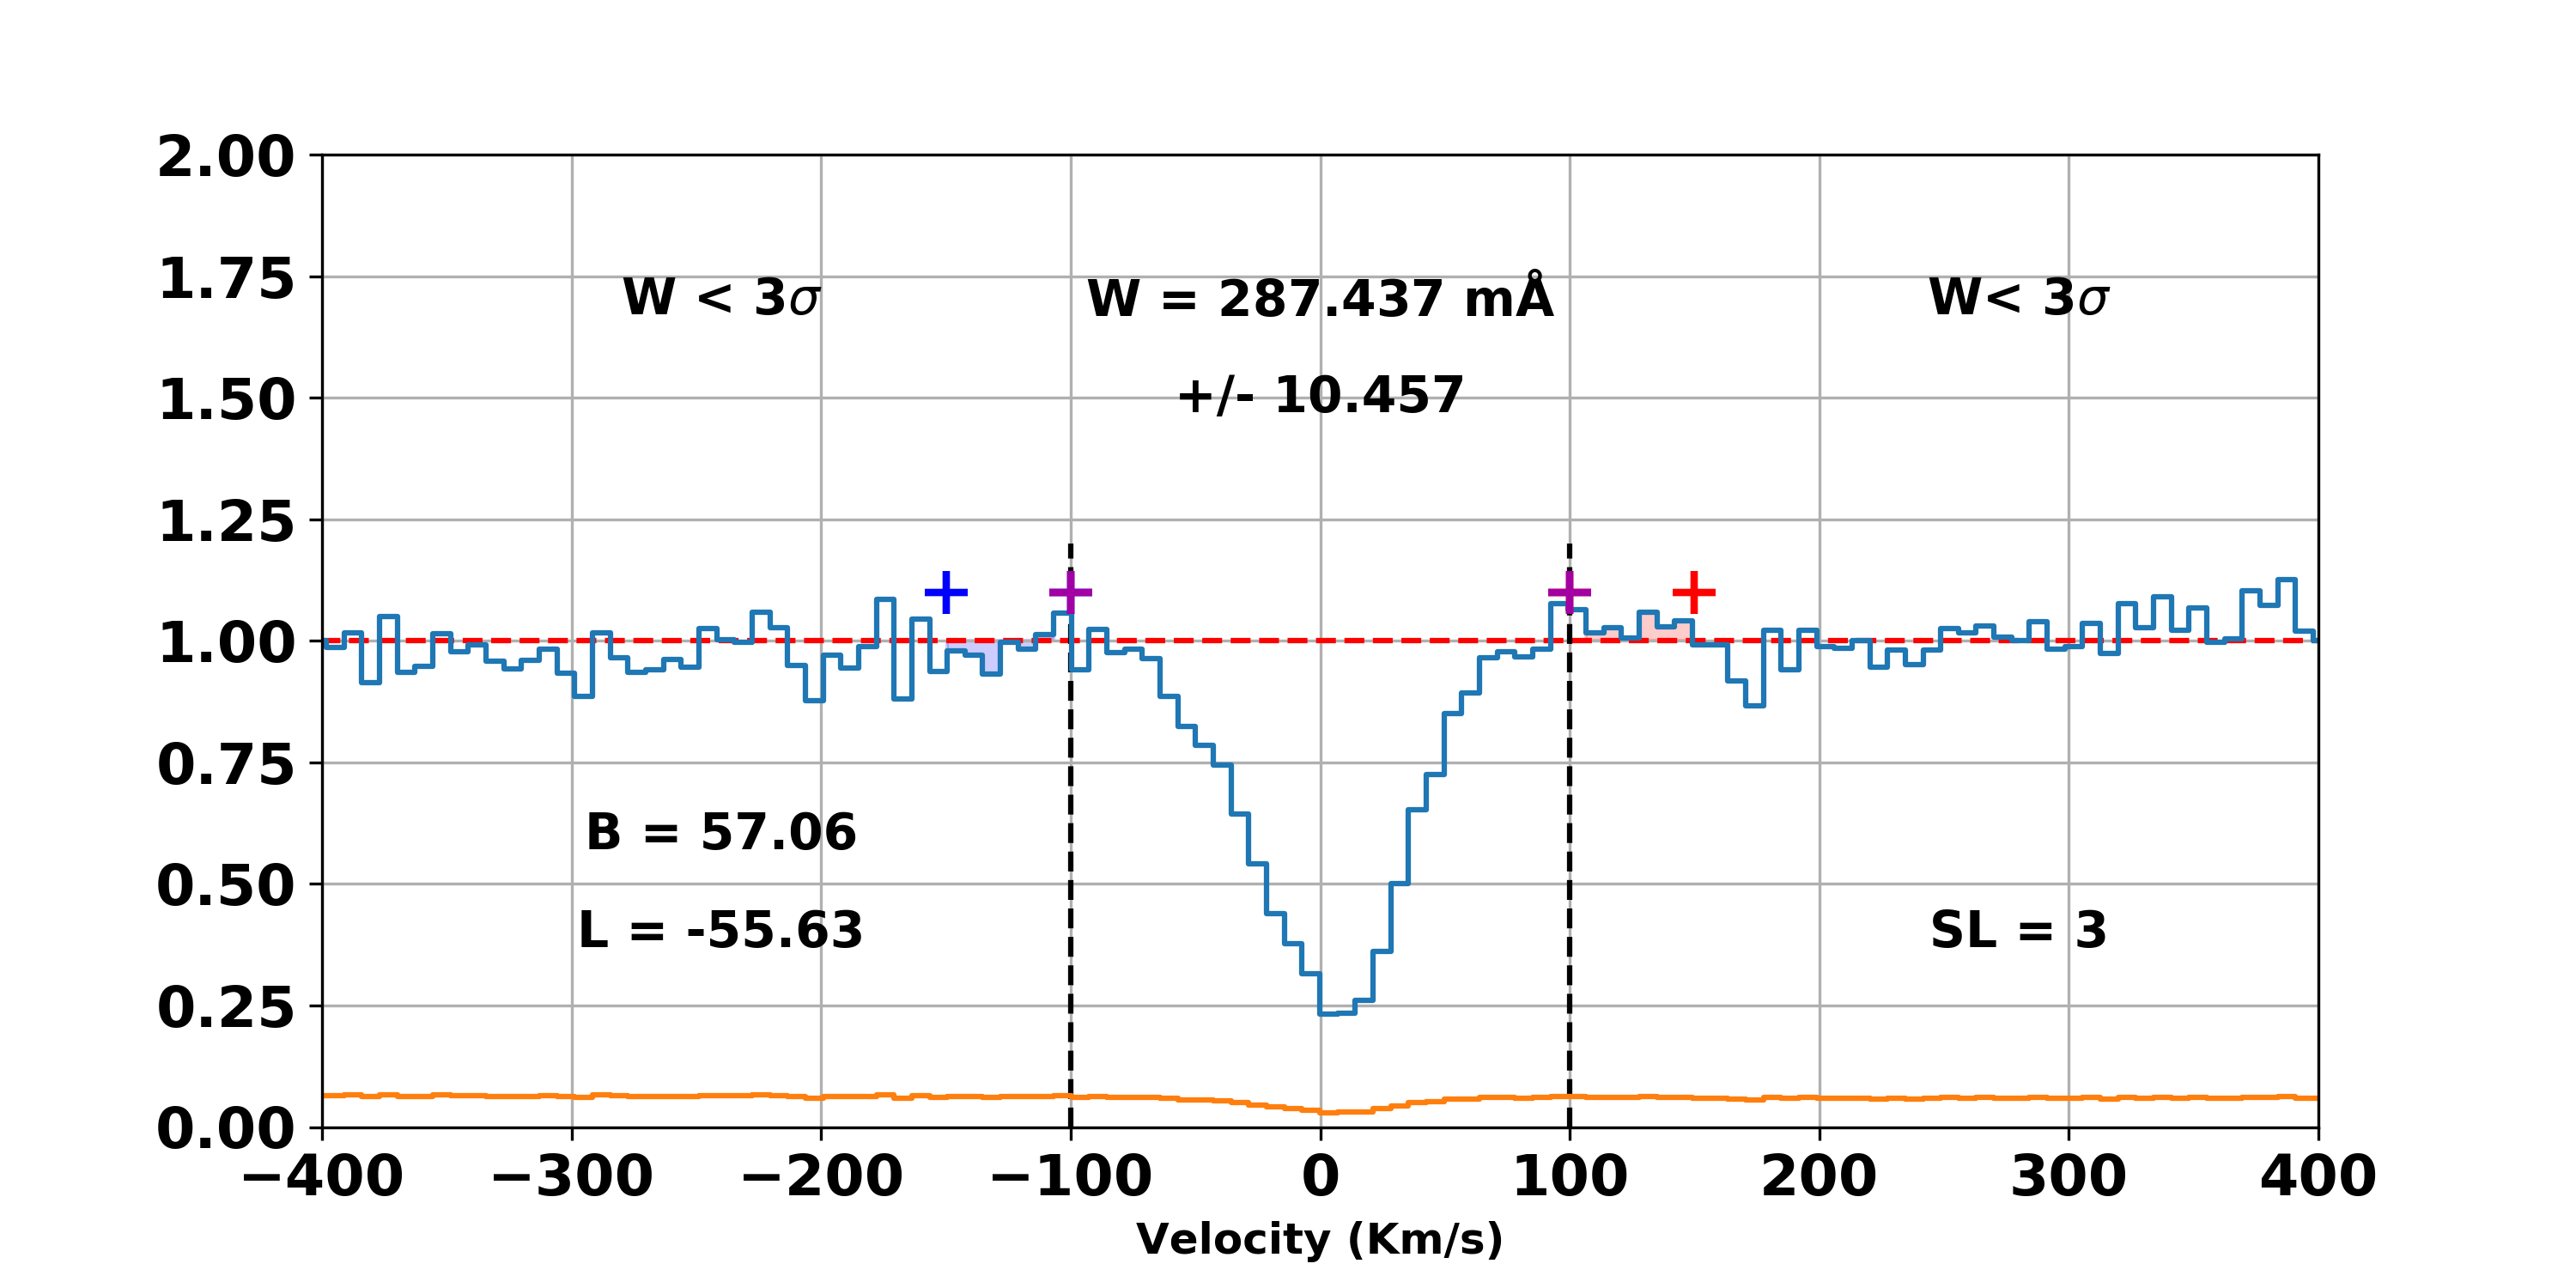 2.00
1.75
W < 3σ
W = 287.437 mÅ
W< 3σ
1.50
+/- 10.457
1.25
1.00
0.75
B = 57.06
0.50
L = -55.63
SL = 3
0.25
0.00
−400 −300 −200 −100 0 100 200 300 400
Velocity (Km/s)